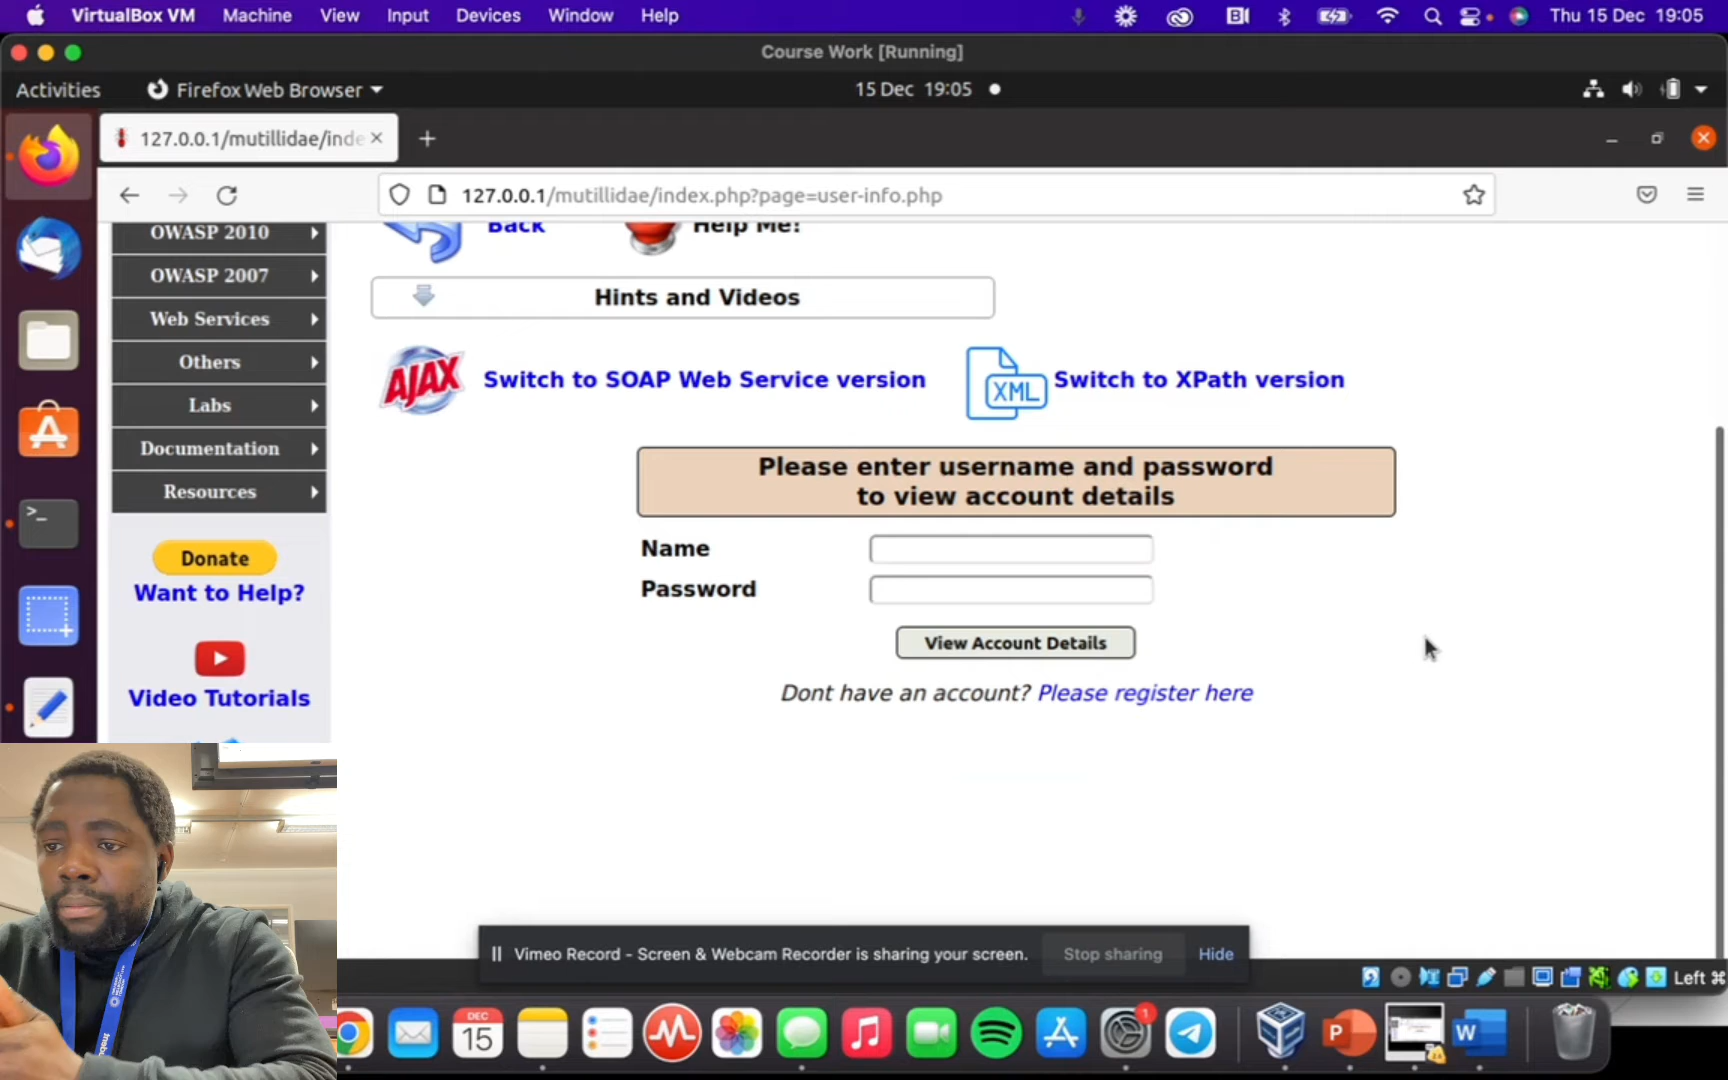 VirtualBox VM Machine View Input Devices Window Help Thu 15 Dec 19:05
Course Work [Running]
Activities Firefox Web Browser 15 Dec 19:05
127.0.0.1/mutillidae/inde
127.0.0.1/mutillidae/index.php?page=user-info.php
OWASP 2010
OWASP 2007
Web Services
Others
Labs
Documentation
Resources
Donate
Want to Help?
Video Tutorials
Back Help Me!
Hints and Videos
AJAX Switch to SOAP Web Service version XML Switch to XPath version
Please enter username and password
to view account details
Name
Password
View Account Details
Dont have an account? Please register here
Vimeo Record - Screen & Webcam Recorder is sharing your screen. Stop sharing Hide
Left ⌘
DEC
15
1
P
W